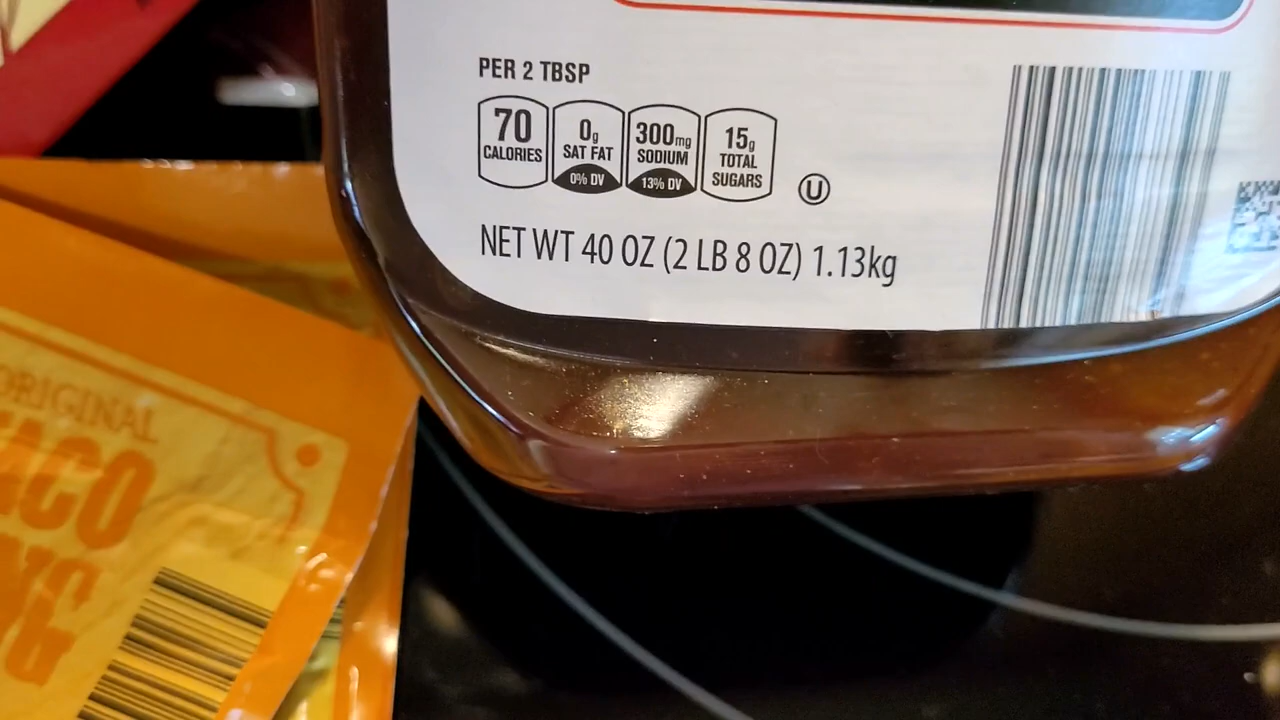 PER 2 TBSP
70 CALORIES
0g SAT FAT 0% DV
300mg SODIUM 13% DV
15g TOTAL SUGARS
U
NET WT 40 OZ (2 LB 8 OZ) 1.13kg
ORIGINAL
TACO